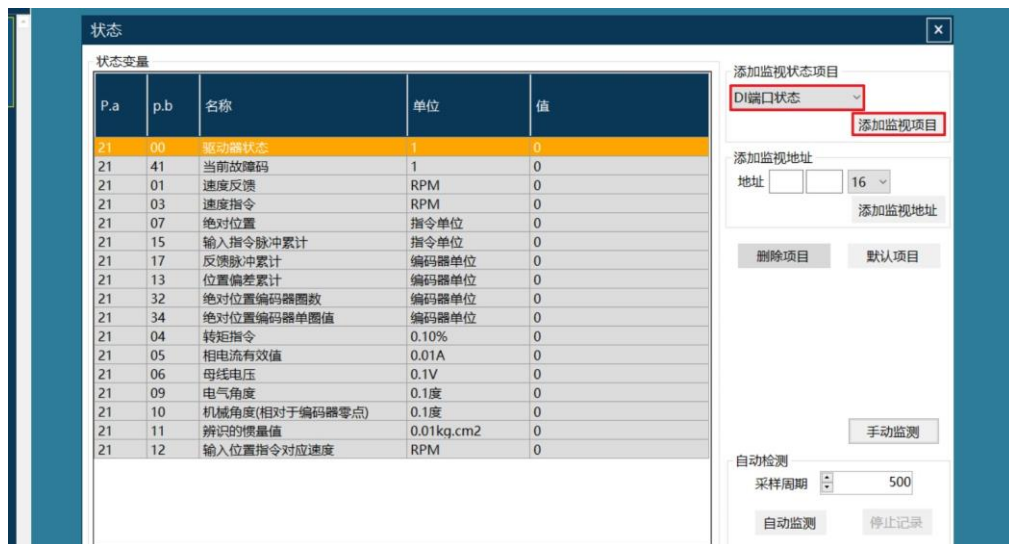 状态
状态变量
P.a p.b 名称 单位 值
21 00 驱动器状态 1 0
21 41 当前故障码 1 0
21 01 速度反馈 RPM 0
21 03 速度指令 RPM 0
21 07 绝对位置 指令单位 0
21 15 输入指令脉冲累计 指令单位 0
21 17 反馈脉冲累计 编码器单位 0
21 13 位置偏差累计 编码器单位 0
21 32 绝对位置编码器圈数 编码器单位 0
21 34 绝对位置编码器单圈值 编码器单位 0
21 04 转矩指令 0.10% 0
21 05 相电流有效值 0.01A 0
21 06 母线电压 0.1V 0
21 09 电气角度 0.1度 0
21 10 机械角度(相对于编码器零点) 0.1度 0
21 11 辨识的惯量值 0.01kg.cm2 0
21 12 输入位置指令对应速度 RPM 0
添加监视状态项目
DI端口状态
添加监视项目
添加监视地址
地址 16
添加监视地址
删除项目 默认项目
手动监测
自动检测
采样周期 500
自动监测 停止记录